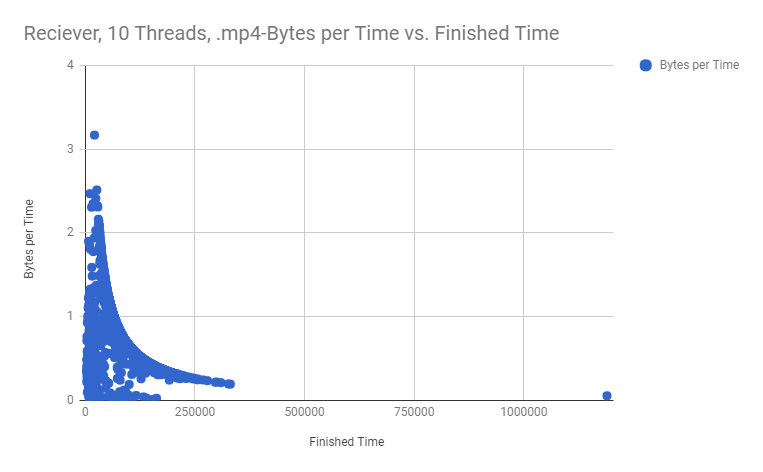 Reciever, 10 Threads, .mp4-Bytes per Time vs. Finished Time
Bytes per Time
4
3
2
1
0
Bytes per Time
0 250000 500000 750000 1000000
Finished Time